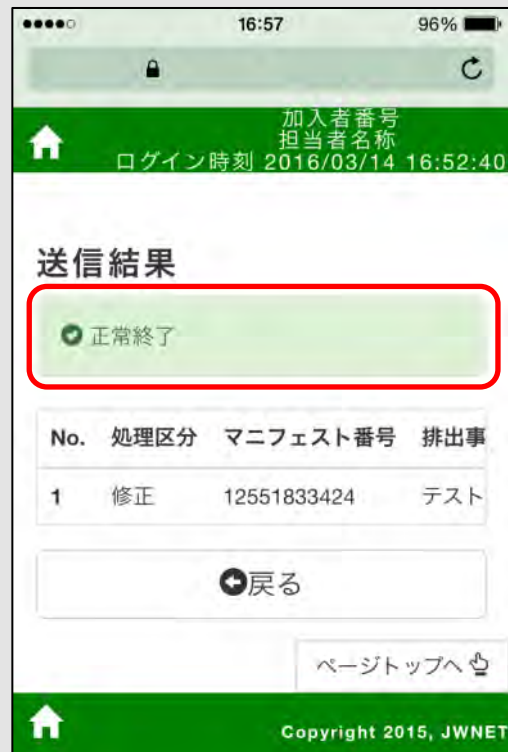 16:57 96%
加入者番号
担当者名称
ログイン時刻 2016/03/14 16:52:40
送信結果
正常終了
No. 処理区分 マニフェスト番号 排出事
1 修正 12551833424 テスト
戻る
ページトップへ
Copyright 2015, JWNET